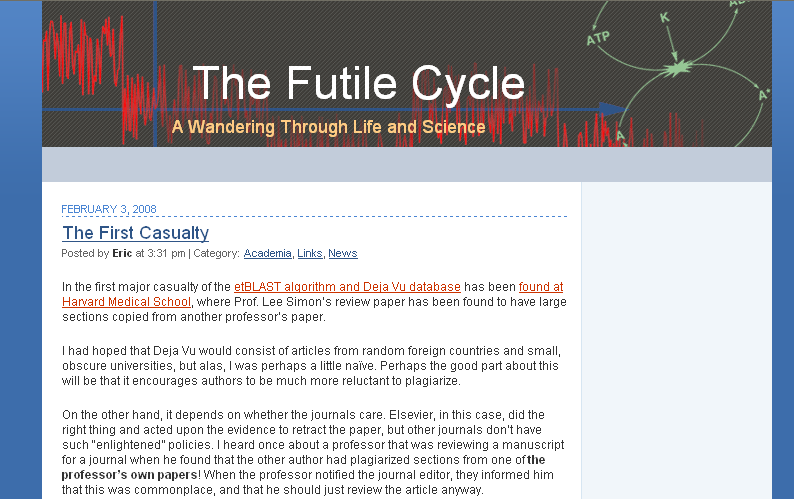 ATP
K
The Futile Cycle
A*
A Wandering Through Life and Science
A
FEBRUARY 3, 2008
The First Casualty
Posted by Eric at 3:31 pm | Category: Academia, Links, News
In the first major casualty of the etBLAST algorithm and Deja Vu database has been found at
Harvard Medical School, where Prof. Lee Simon's review paper has been found to have large
sections copied from another professor's paper.
I had hoped that Deja Vu would consist of articles from random foreign countries and small,
obscure universities, but alas, I was perhaps a little naïve. Perhaps the good part about this
will be that it encourages authors to be much more reluctant to plagiarize.
On the other hand, it depends on whether the journals care. Elsevier, in this case, did the
right thing and acted upon the evidence to retract the paper, but other journals don't have
such "enlightened" policies. I heard once about a professor that was reviewing a manuscript
for a journal when he found that the other author had plagiarized sections from one of the
professor's own papers! When the professor notified the journal editor, they informed him
that this was commonplace, and that he should just review the article anyway.